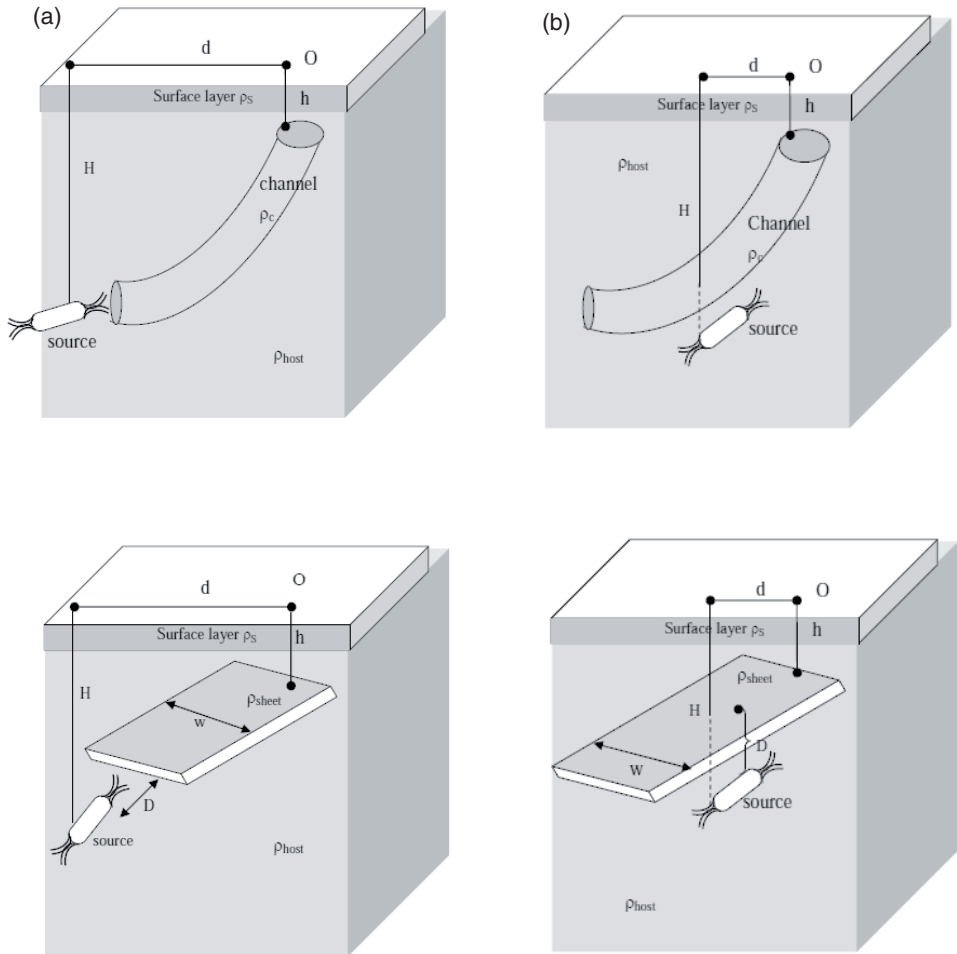 (a)
d
O
Surface layer ρS
h
H
channel
ρc
source
ρhost
(b)
d
O
Surface layer ρS
h
ρhost
H
Channel
ρc
source
d
O
Surface layer ρS
h
H
ρsheet
w
D
source
ρhost
d
O
Surface layer ρS
h
ρsheet
H
D
W
source
ρhost